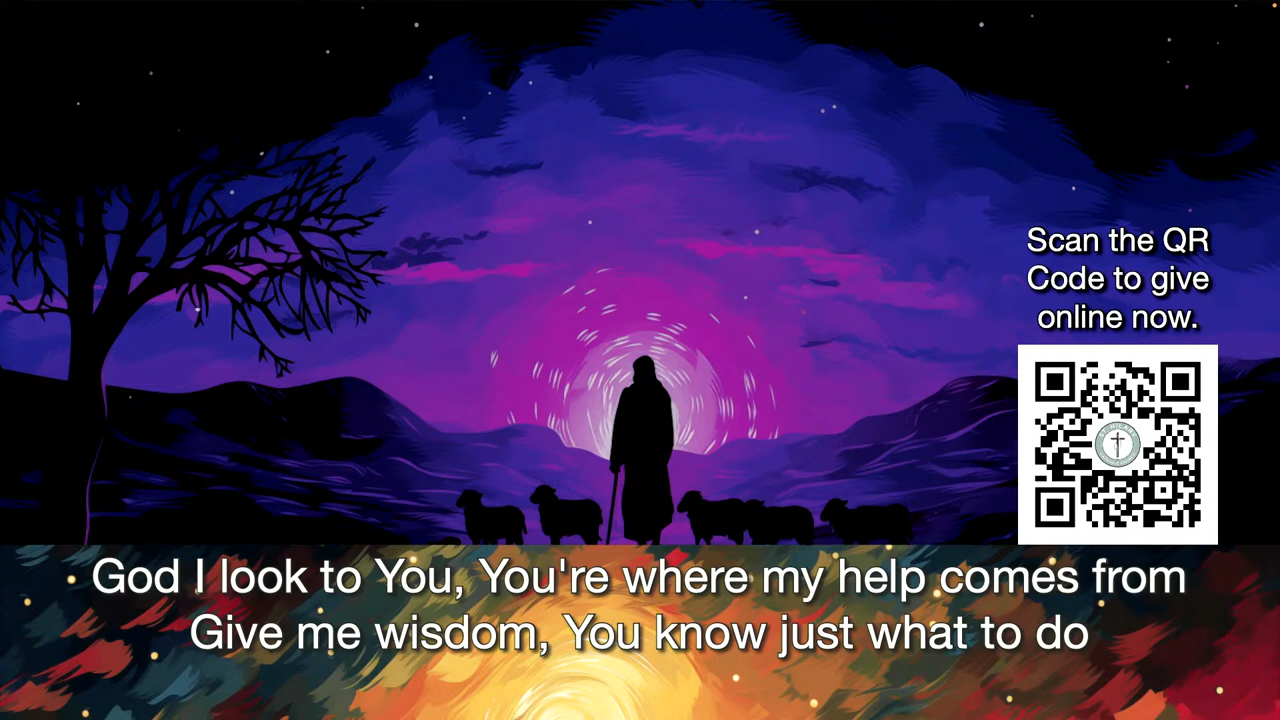 Scan the QR
Code to give
online now.
God I look to You, You're where my help comes from
Give me wisdom, You know just what to do